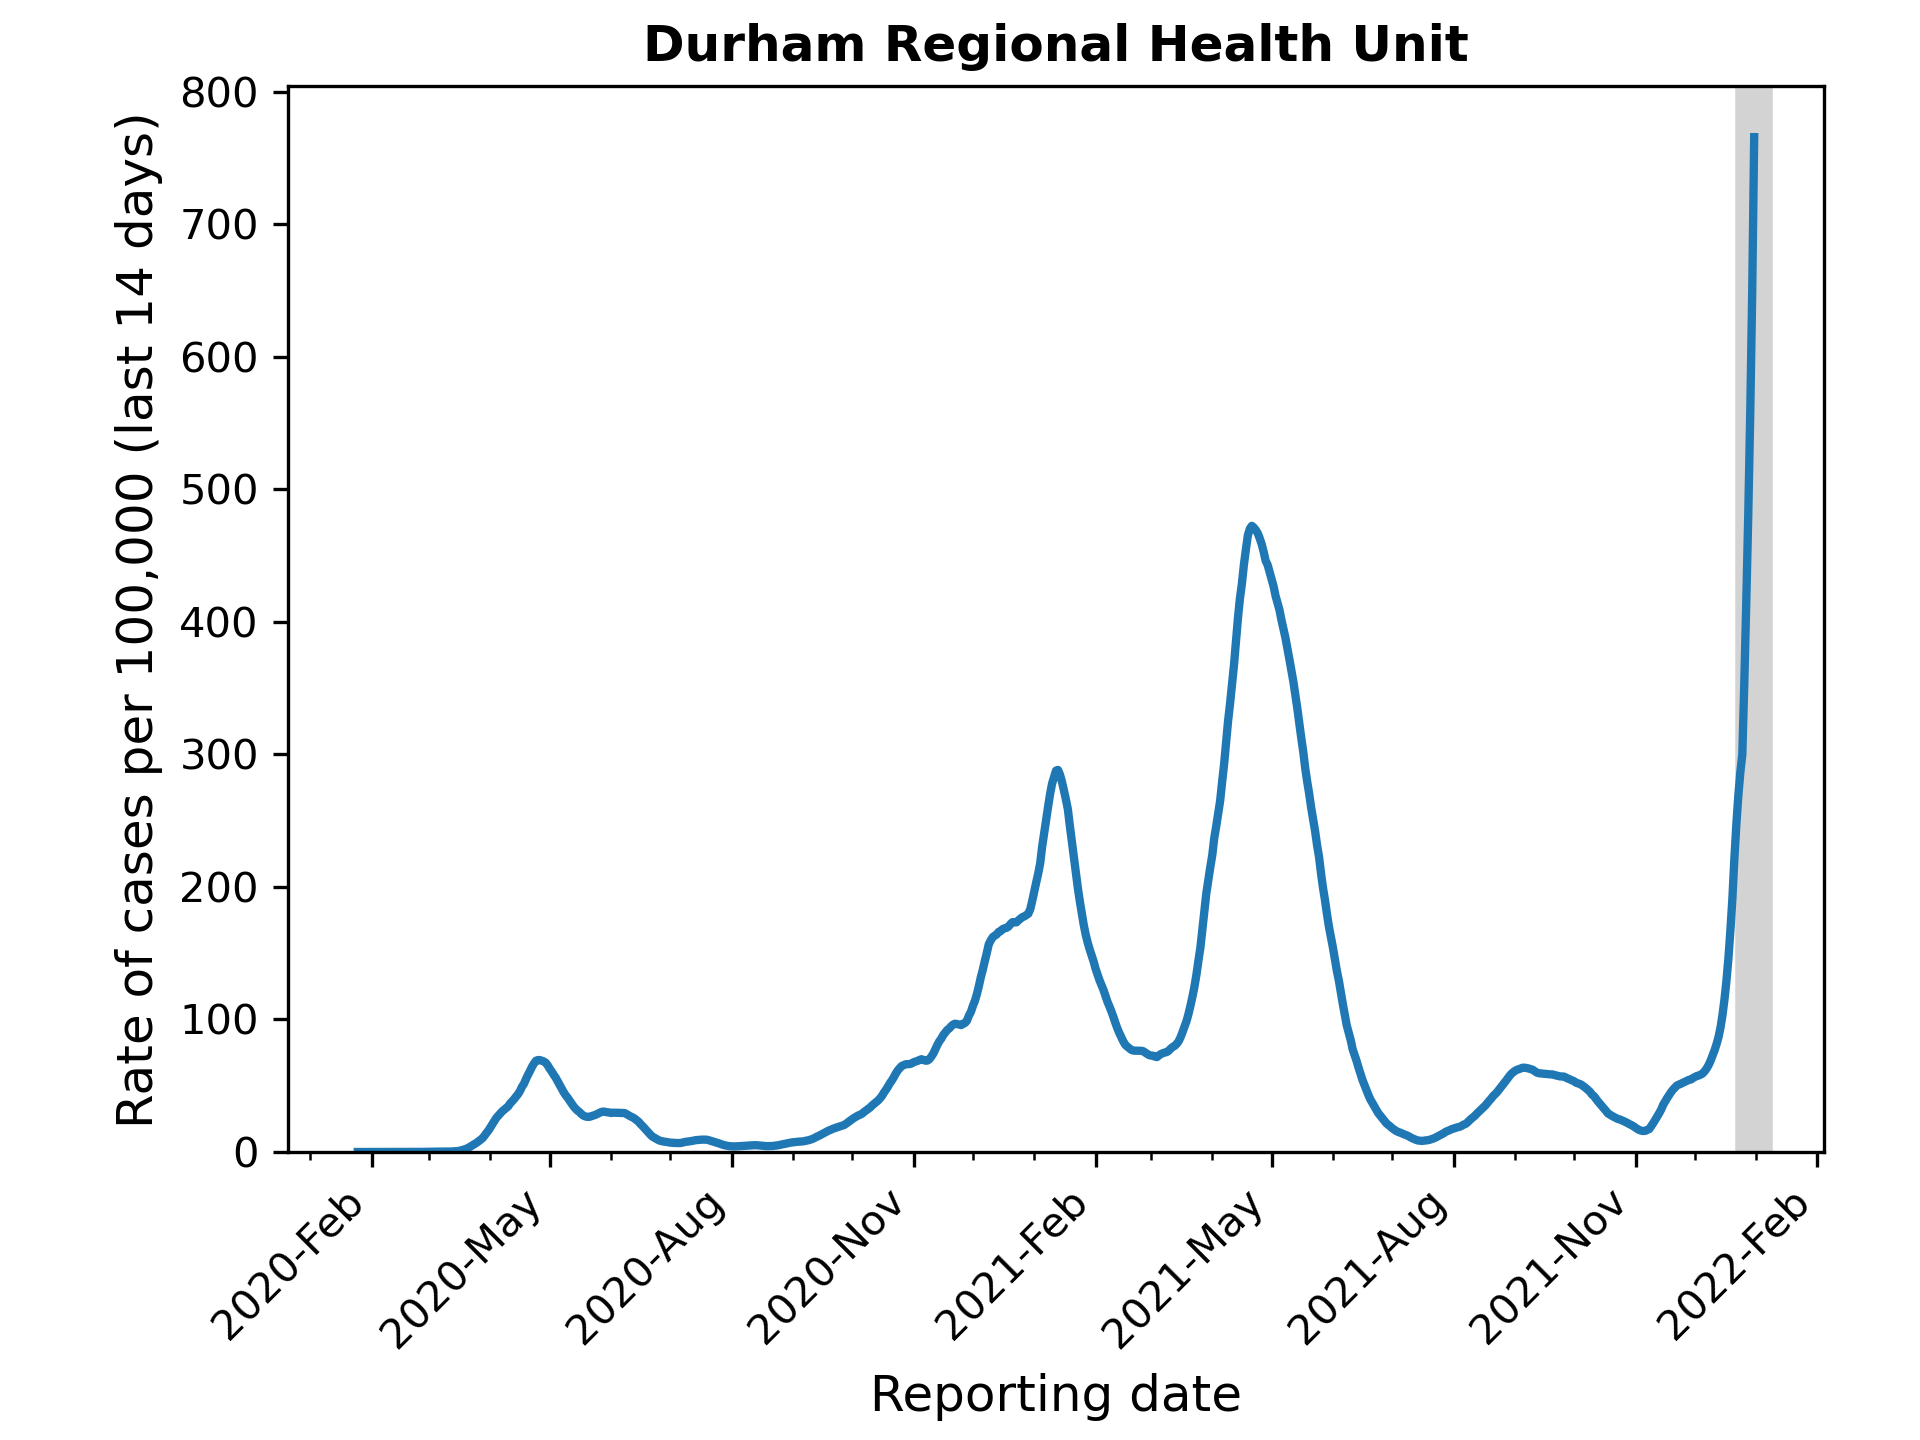 Durham Regional Health Unit
Rate of cases per 100,000 (last 14 days)
800
700
600
500
400
300
200
100
0
2020-Feb
2020-May
2020-Aug
2020-Nov
2021-Feb
2021-May
2021-Aug
2021-Nov
2022-Feb
Reporting date